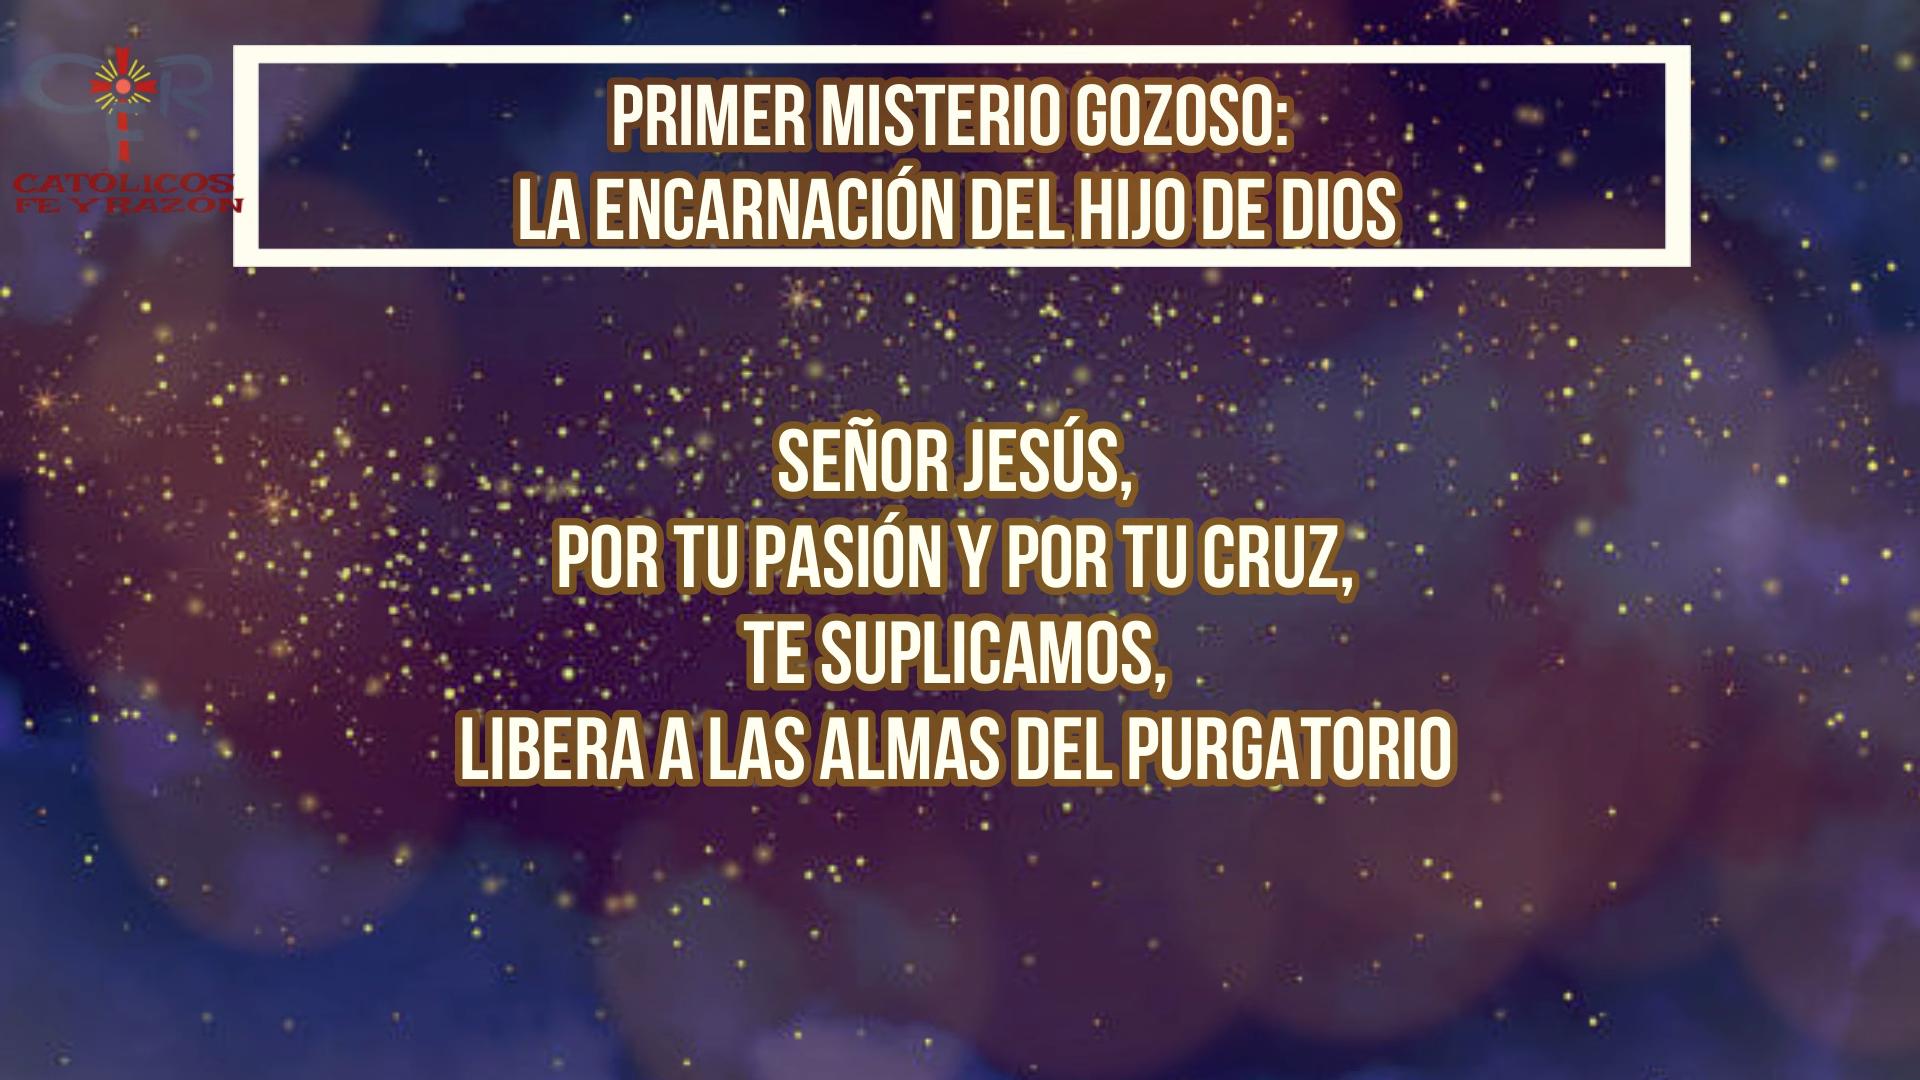 PRIMER MISTERIO GOZOSO:
LA ENCARNACIÓN DEL HIJO DE DIOS
CATÓLICOS
FE Y RAZÓN
SEÑOR JESÚS,
POR TU PASIÓN Y POR TU CRUZ,
TE SUPLICAMOS,
LIBERA A LAS ALMAS DEL PURGATORIO